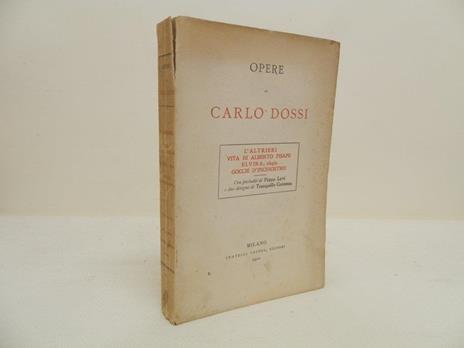 OPERE
DI
CARLO DOSSI
L'ALTRIERI
VITA DI ALBERTO PISANI
ELVIRA, elegia
GOCCIE D'INCHIOSTRO
Con preludio di Primo Levi
e due disegni di Tranquillo Cremona
MILANO
FRATELLI TREVES, EDITORI